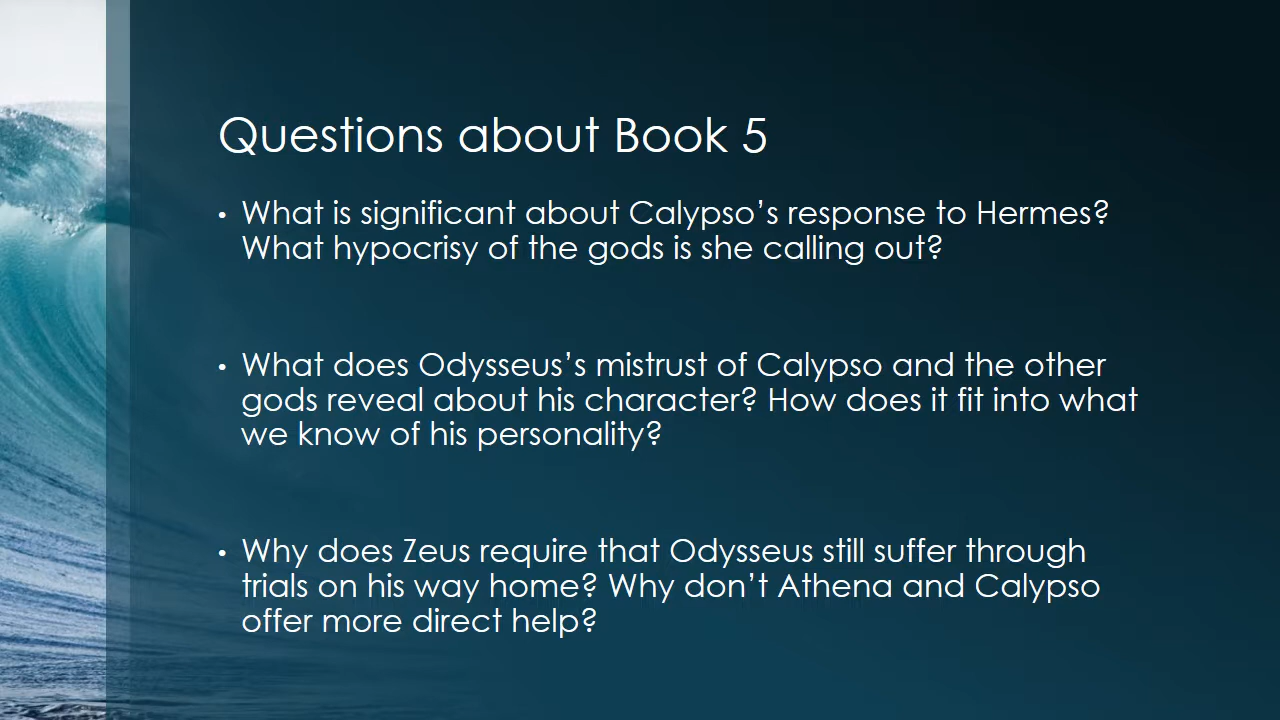 Questions about Book 5
• What is significant about Calypso’s response to Hermes?
What hypocrisy of the gods is she calling out?
• What does Odysseus’s mistrust of Calypso and the other
gods reveal about his character? How does it fit into what
we know of his personality?
• Why does Zeus require that Odysseus still suffer through
trials on his way home? Why don’t Athena and Calypso
offer more direct help?